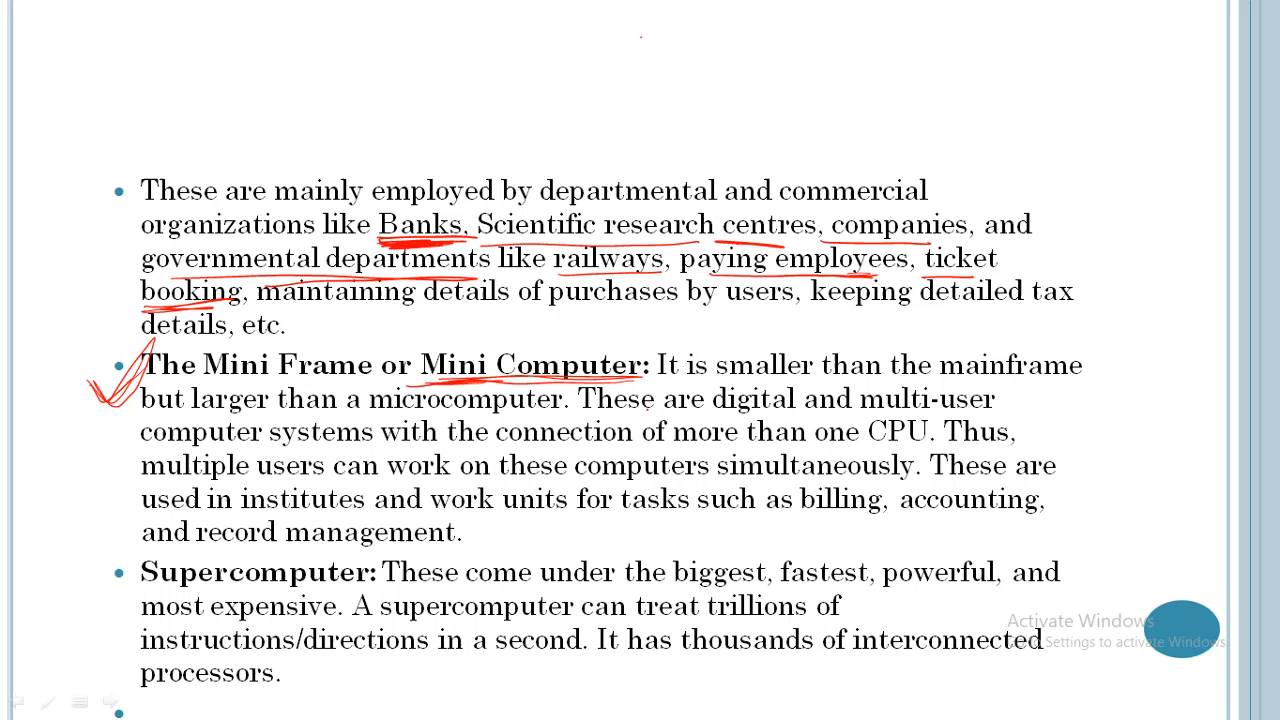 These are mainly employed by departmental and commercial
organizations like Banks, Scientific research centres, companies, and
governmental departments like railways, paying employees, ticket
booking, maintaining details of purchases by users, keeping detailed tax
details, etc.
The Mini Frame or Mini Computer: It is smaller than the mainframe
but larger than a microcomputer. These are digital and multi-user
computer systems with the connection of more than one CPU. Thus,
multiple users can work on these computers simultaneously. These are
used in institutes and work units for tasks such as billing, accounting,
and record management.
Supercomputer: These come under the biggest, fastest, powerful, and
most expensive. A supercomputer can treat trillions of
instructions/directions in a second. It has thousands of interconnected
processors.
Activate Windows
Settings to activate Windows.